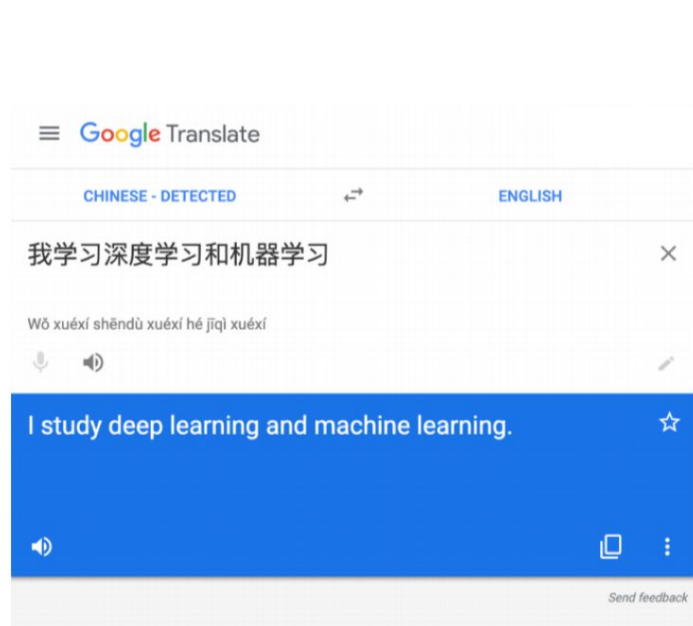 Google Translate
CHINESE - DETECTED ENGLISH
我学习深度学习和机器学习
Wǒ xuéxí shēndù xuéxí hé jīqì xuéxí
I study deep learning and machine learning.
Send feedback